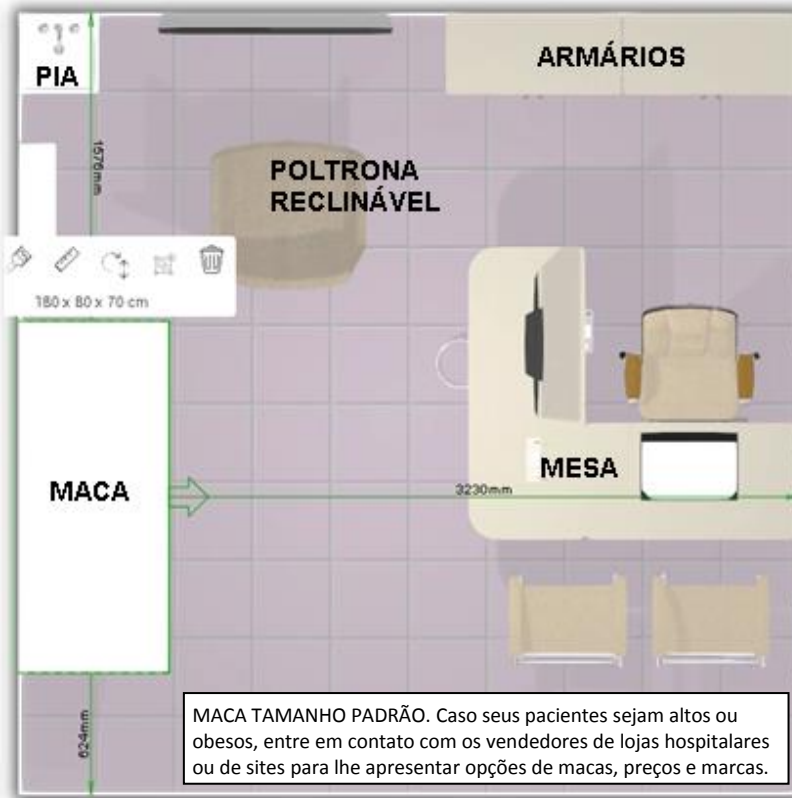 PIA
ARMÁRIOS
1576mm
POLTRONA
RECLINÁVEL
180 x 80 x 70 cm
MACA
MESA
3230mm
624mm
MACA TAMANHO PADRÃO. Caso seus pacientes sejam altos ou
obesos, entre em contato com os vendedores de lojas hospitalares
ou de sites para lhe apresentar opções de macas, preços e marcas.